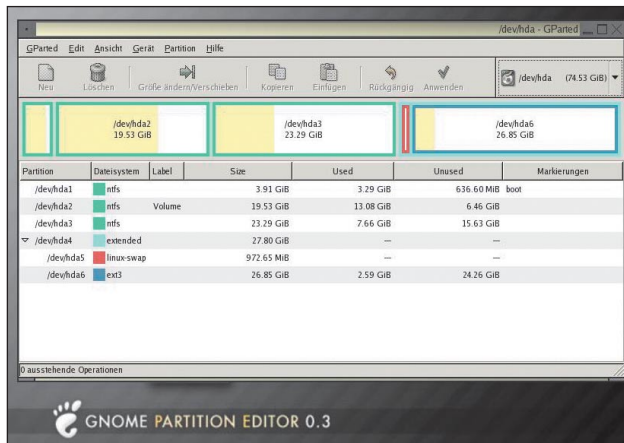 /dev/hda - GParted
GParted Edit Ansicht Gerät Partition Hilfe
Neu Löschen Größe ändern/Verschieben Kopieren Einfügen Rückgängig Anwenden /dev/hda (74.53 GiB)
/dev/hda2 /dev/hda3 /dev/hda6
19.53 GiB 23.29 GiB 26.85 GiB
Partition Dateisystem Label Size Used Unused Markierungen
/dev/hda1 ntfs 3.91 GiB 3.29 GiB 636.60 MiB boot
/dev/hda2 ntfs Volume 19.53 GiB 13.08 GiB 6.46 GiB
/dev/hda3 ntfs 23.29 GiB 7.66 GiB 15.63 GiB
/dev/hda4 extended 27.80 GiB — —
/dev/hda5 linux-swap 972.65 MiB — —
/dev/hda6 ext3 26.85 GiB 2.59 GiB 24.26 GiB
0 ausstehende Operationen
GNOME PARTITION EDITOR 0.3